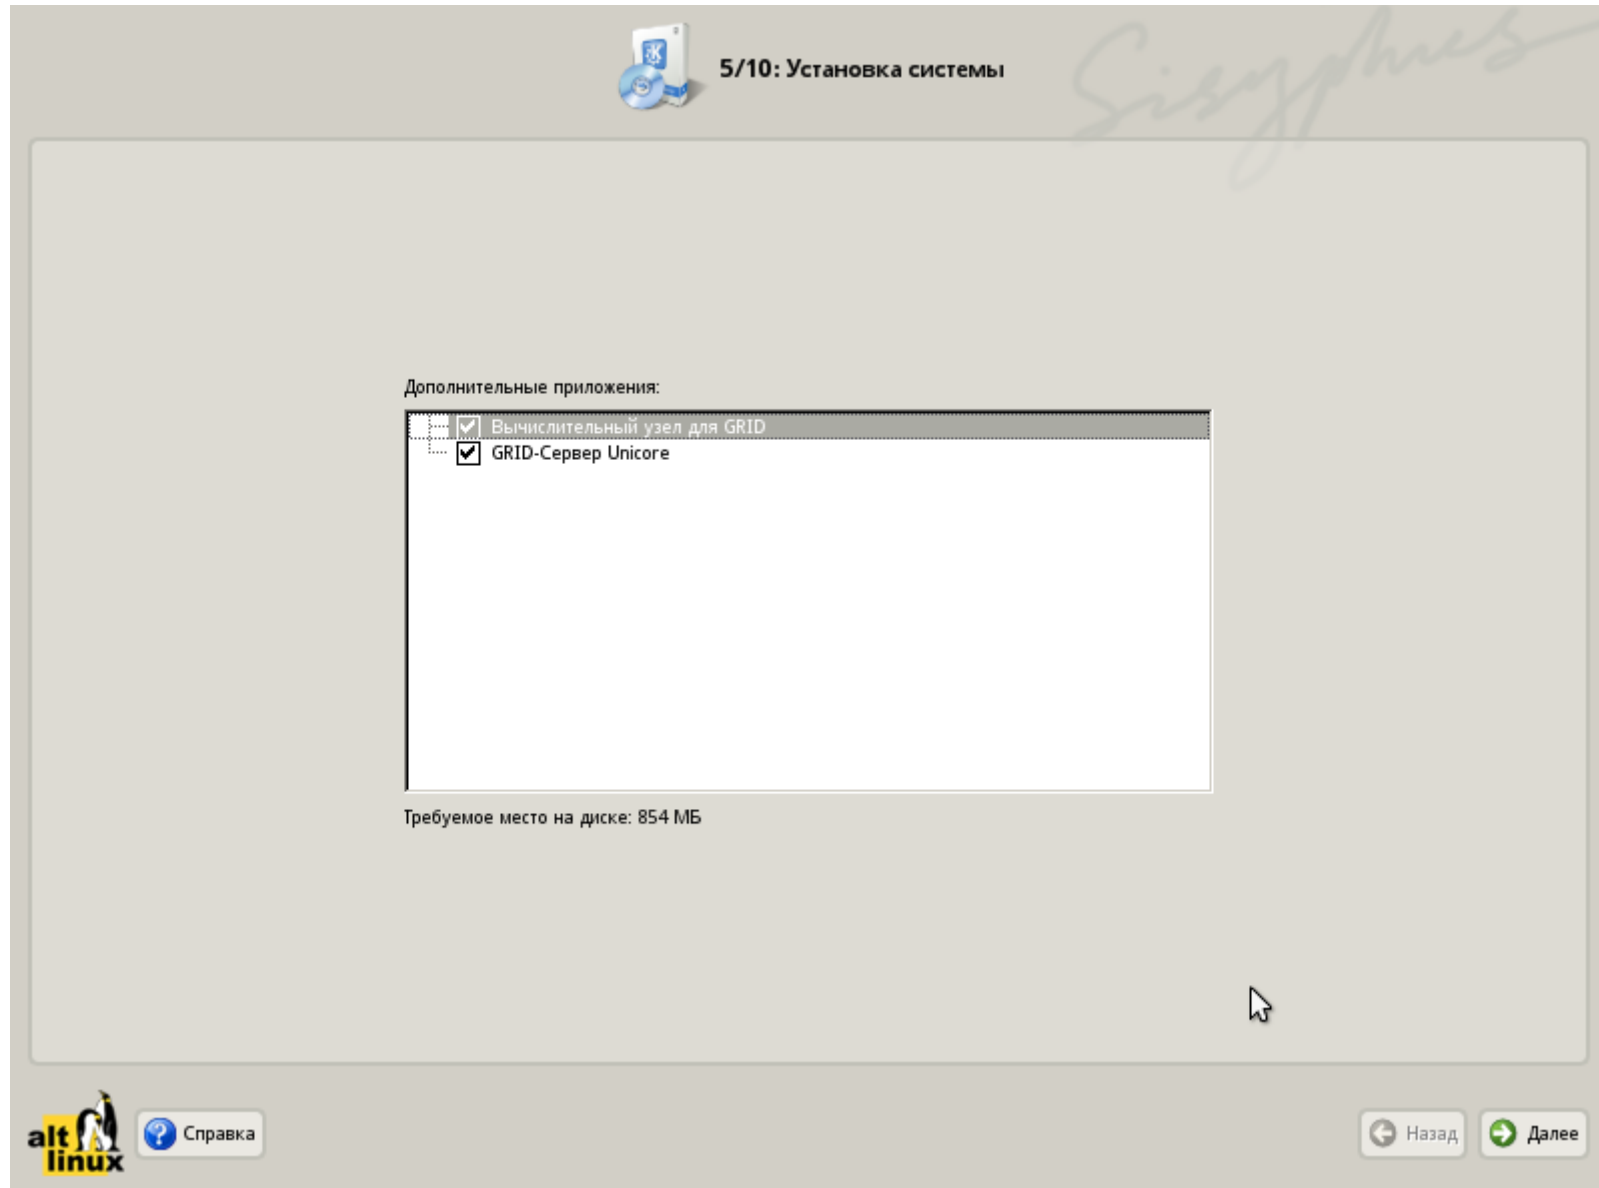 Sisyphus
5/10: Установка системы
Дополнительные приложения:
Вычислительный узел для GRID
GRID-Сервер Unicore
Требуемое место на диске: 854 МБ
alt
linux
Справка
Назад
Далее